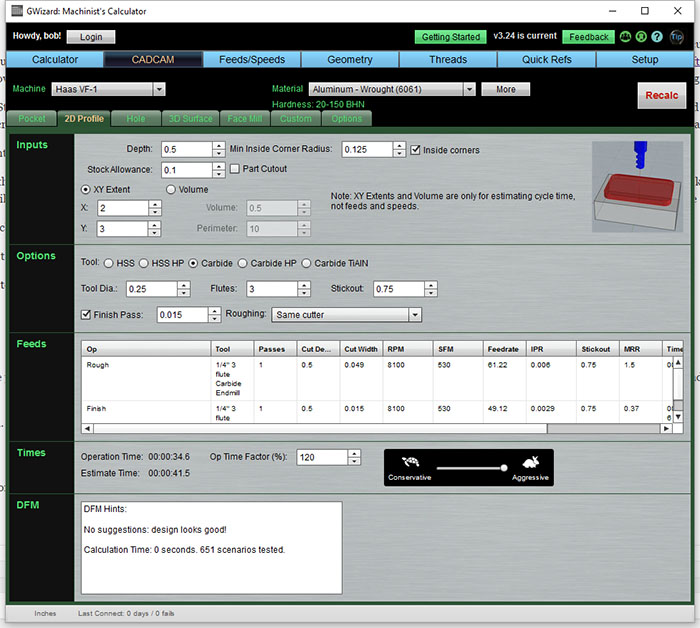 GWizard: Machinist's Calculator
Howdy, bob! Login Getting Started v3.24 is current Feedback Tip
Calculator CADCAM Feeds/Speeds Geometry Threads Quick Refs Setup
Machine Haas VF-1 Material Aluminum - Wrought (6061) More Recalc
Hardness: 20-150 BHN
Pocket 2D Profile Hole 3D Surface Face Mill Custom Options
Inputs Depth: 0.5 Min Inside Corner Radius: 0.125 Inside corners
Stock Allowance: 0.1 Part Cutout
XY Extent Volume
X: 2 Volume: 0.5 Note: XY Extents and Volume are only for estimating cycle time,
not feeds and speeds.
Y: 3 Perimeter: 10
Options
Tool: HSS HSS HP Carbide Carbide HP Carbide TiAlN
Tool Dia.: 0.25 Flutes: 3 Stickout: 0.75
Finish Pass: 0.015 Roughing: Same cutter
Feeds
Op Tool Passes Cut De... Cut Width RPM SFM Feedrate IPR Stickout MRR Time
Rough 1/4" 3 1 0.5 0.049 8100 530 61.22 0.006 0.75 1.5
flute
Carbide
Endmill
Finish 1/4" 3 1 0.5 0.015 8100 530 49.12 0.0029 0.75 0.37
flute
Times Operation Time: 00:00:34.6 Op Time Factor (%): 120
Estimate Time: 00:00:41.5 Conservative Aggressive
DFM
DFM Hints:
No suggestions: design looks good!
Calculation Time: 0 seconds. 651 scenarios tested.
Inches Last Connect: 0 days / 0 fails